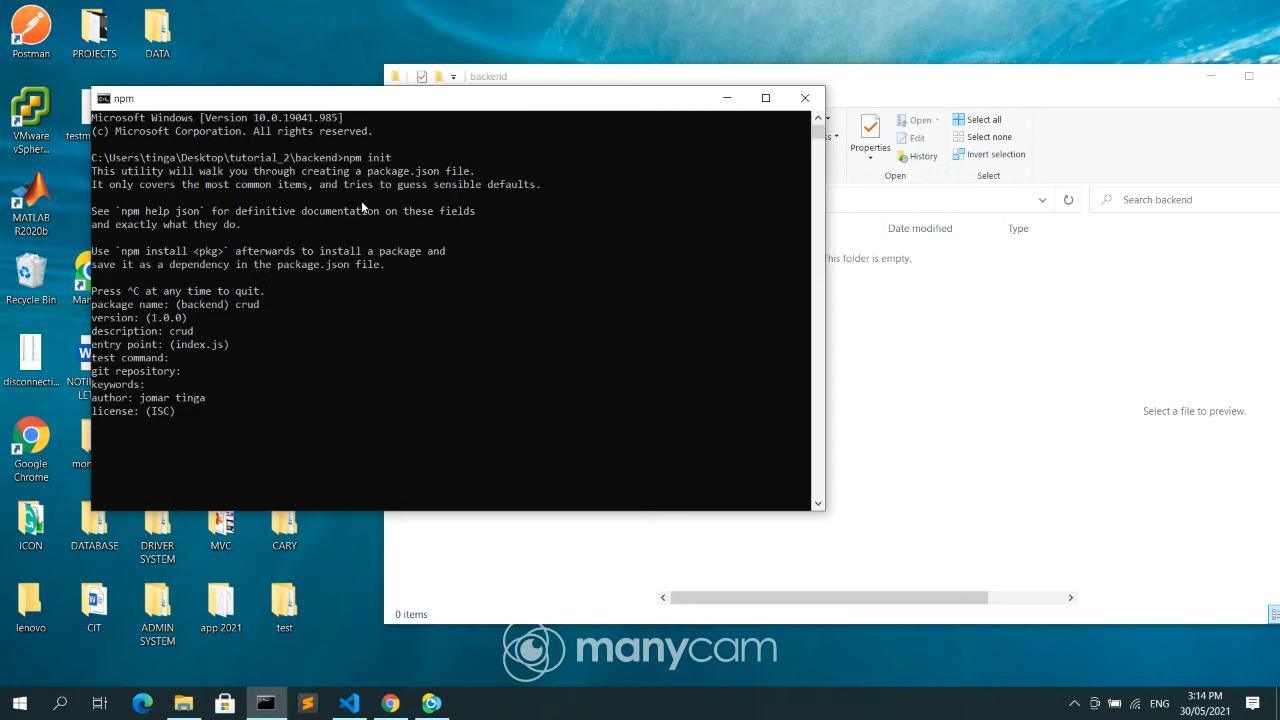 Postman
PROJECTS
DATA
VMware
vSpher...
testm
MATLAB
R2020b
Recycle Bin
Man
disconnecti...
NOTI
LE
Google
Chrome
mon
ICON
DATABASE
DRIVER
SYSTEM
MVC
CARY
lenovo
CIT
ADMIN
SYSTEM
app 2021
test
backend
Properties
Open
Edit
History
Open
Select all
Select none
Invert selection
Select
Search backend
Date modified
Type
This folder is empty.
Select a file to preview.
0 items
npm
Microsoft Windows [Version 10.0.19041.985]
(c) Microsoft Corporation. All rights reserved.
C:\Users\tinga\Desktop\tutorial_2\backend>npm init
This utility will walk you through creating a package.json file.
It only covers the most common items, and tries to guess sensible defaults.
See `npm help json` for definitive documentation on these fields
and exactly what they do.
Use `npm install <pkg>` afterwards to install a package and
save it as a dependency in the package.json file.
Press ^C at any time to quit.
package name: (backend) crud
version: (1.0.0)
description: crud
entry point: (index.js)
test command:
git repository:
keywords:
author: jomar tinga
license: (ISC)
manycam
ENG
3:14 PM
30/05/2021